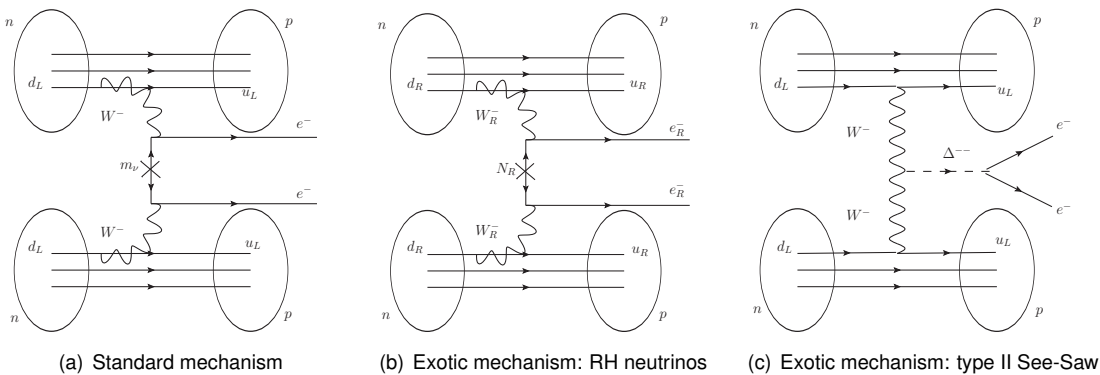 n
p
d_L
u_L
W^-
e^-
m_ν
e^-
W^-
d_L
u_L
n
p
(a) Standard mechanism
n
p
d_R
u_R
W_R^-
e_R^-
N_R
e_R^-
W_R^-
d_R
u_R
n
p
(b) Exotic mechanism: RH neutrinos
n
p
d_L
u_L
W^-
e^-
Δ^{--}
W^-
e^-
d_L
u_L
n
p
(c) Exotic mechanism: type II See-Saw